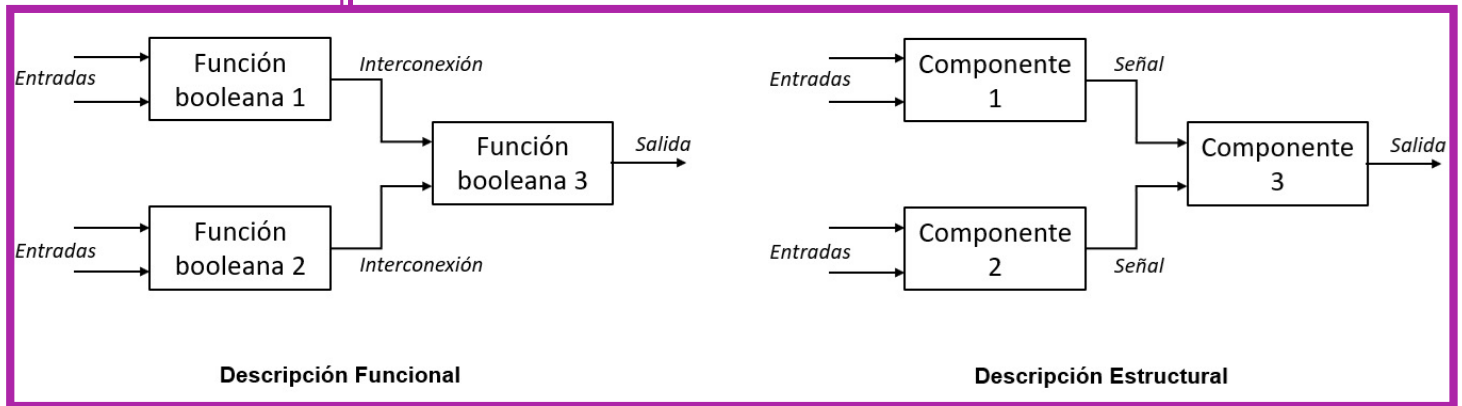 Entradas
Función
booleana 1
Interconexión
Función
booleana 3
Salida
Entradas
Función
booleana 2
Interconexión
Descripción Funcional
Entradas
Componente
1
Señal
Componente
3
Salida
Entradas
Componente
2
Señal
Descripción Estructural